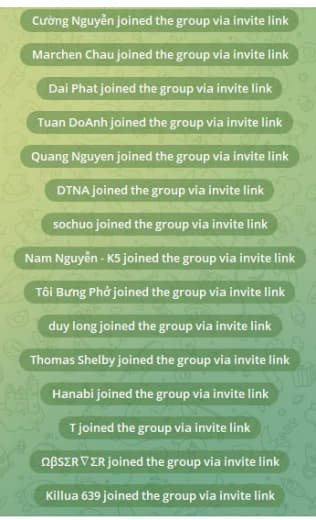 Cường Nguyễn joined the group via invite link
Marchen Chau joined the group via invite link
Dai Phat joined the group via invite link
Tuan DoAnh joined the group via invite link
Quang Nguyen joined the group via invite link
DTNA joined the group via invite link
sochuo joined the group via invite link
Nam Nguyễn - K5 joined the group via invite link
Tôi Bưng Phở joined the group via invite link
duy long joined the group via invite link
Thomas Shelby joined the group via invite link
Hanabi joined the group via invite link
T joined the group via invite link
ΩβSΣR∇ΣR joined the group via invite link
Killua 639 joined the group via invite link